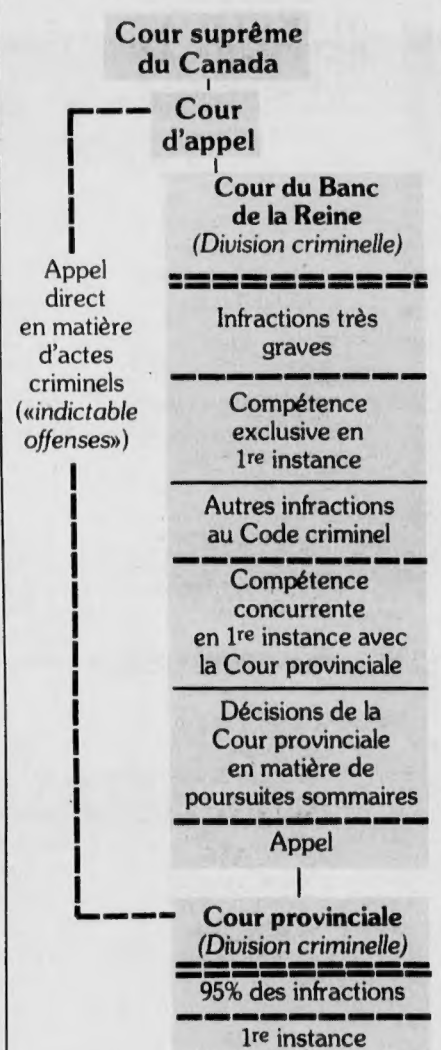 Cour suprême
du Canada
Cour
d'appel
Cour du Banc
de la Reine
(Division criminelle)
Appel
direct
en matière
d'actes
criminels
(«indictable
offenses»)
Infractions très
graves
Compétence
exclusive en
1re instance
Autres infractions
au Code criminel
Compétence
concurrente
en 1re instance avec
la Cour provinciale
Décisions de la
Cour provinciale
en matière de
poursuites sommaires
Appel
Cour provinciale
(Division criminelle)
95% des infractions
1re instance